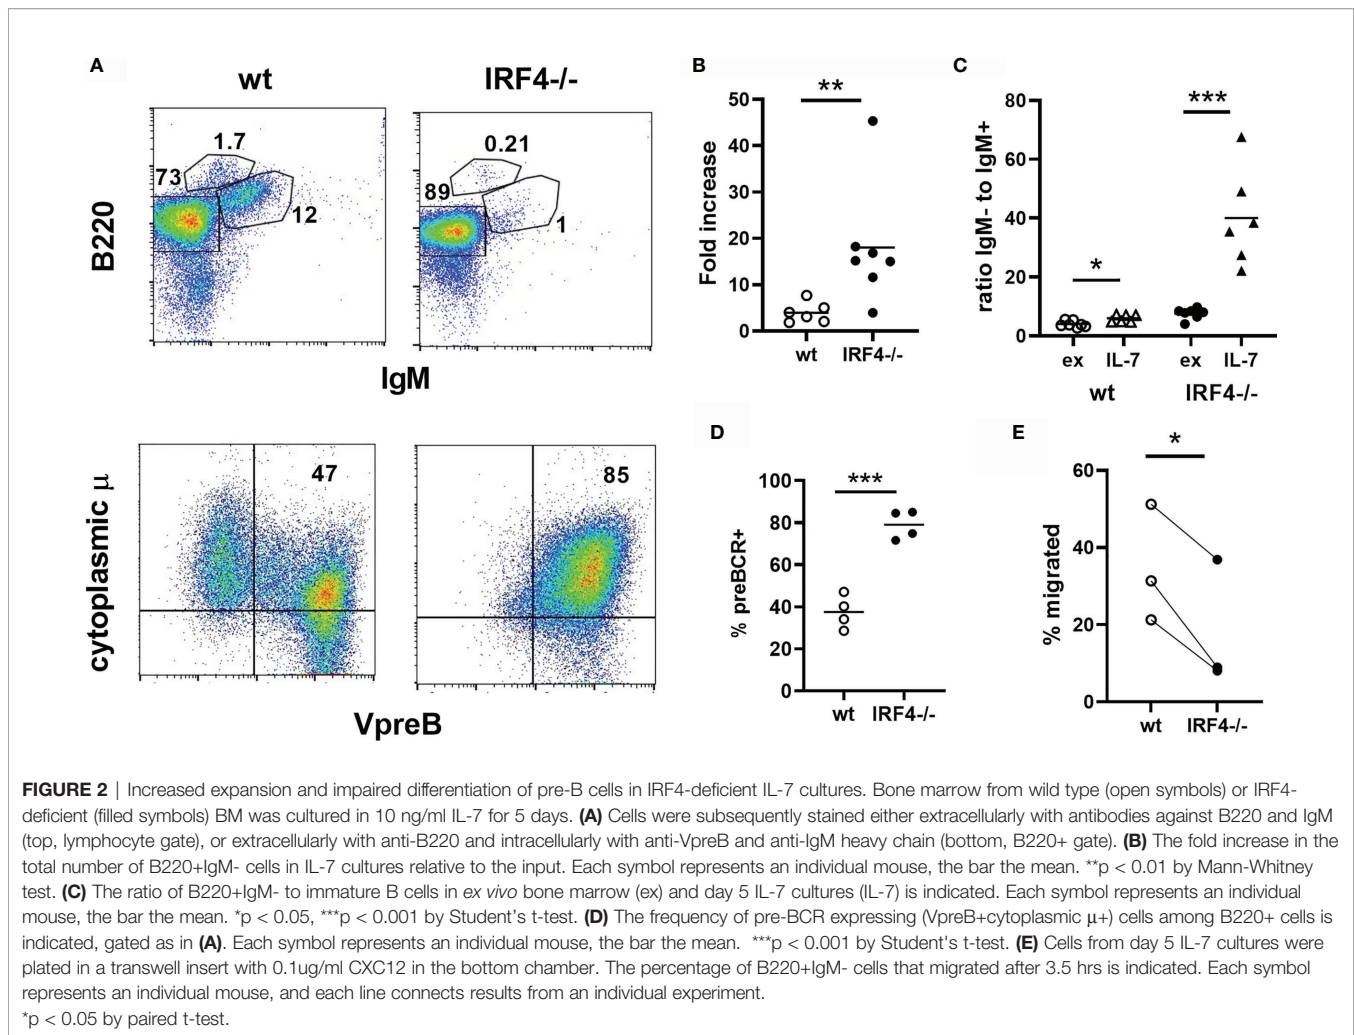 A
wt
IRF4-/-
1.7
73
12
0.21
89
1
B220
IgM
47
85
cytoplasmic μ
VpreB
B
**
50
40
30
20
10
0
Fold increase
wt
IRF4-/-
C
***
*
80
60
40
20
0
ratio IgM- to IgM+
ex
IL-7
ex
IL-7
wt
IRF4-/-
D
***
100
80
60
40
20
0
% preBCR+
wt
IRF4-/-
E
*
60
40
20
0
% migrated
wt
IRF4-/-
FIGURE 2 | Increased expansion and impaired differentiation of pre-B cells in IRF4-deficient IL-7 cultures. Bone marrow from wild type (open symbols) or IRF4-
deficient (filled symbols) BM was cultured in 10 ng/ml IL-7 for 5 days. (A) Cells were subsequently stained either extracellularly with antibodies against B220 and IgM
(top, lymphocyte gate), or extracellularly with anti-B220 and intracellularly with anti-VpreB and anti-IgM heavy chain (bottom, B220+ gate). (B) The fold increase in the
total number of B220+IgM- cells in IL-7 cultures relative to the input. Each symbol represents an individual mouse, the bar the mean. **p < 0.01 by Mann-Whitney
test. (C) The ratio of B220+IgM- to immature B cells in ex vivo bone marrow (ex) and day 5 IL-7 cultures (IL-7) is indicated. Each symbol represents an individual
mouse, the bar the mean. *p < 0.05, ***p < 0.001 by Student's t-test. (D) The frequency of pre-BCR expressing (VpreB+cytoplasmic μ+) cells among B220+ cells is
indicated, gated as in (A). Each symbol represents an individual mouse, the bar the mean. ***p < 0.001 by Student's t-test. (E) Cells from day 5 IL-7 cultures were
plated in a transwell insert with 0.1ug/ml CXC12 in the bottom chamber. The percentage of B220+IgM- cells that migrated after 3.5 hrs is indicated. Each symbol
represents an individual mouse, and each line connects results from an individual experiment.
*p < 0.05 by paired t-test.